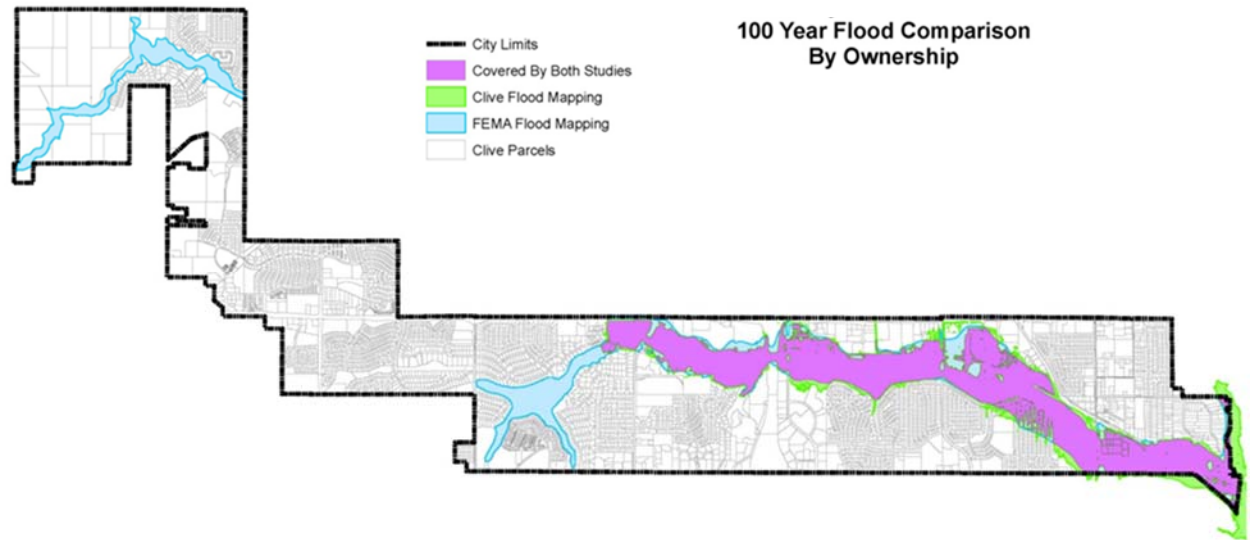 100 Year Flood Comparison
By Ownership
City Limits
Covered By Both Studies
Clive Flood Mapping
FEMA Flood Mapping
Clive Parcels